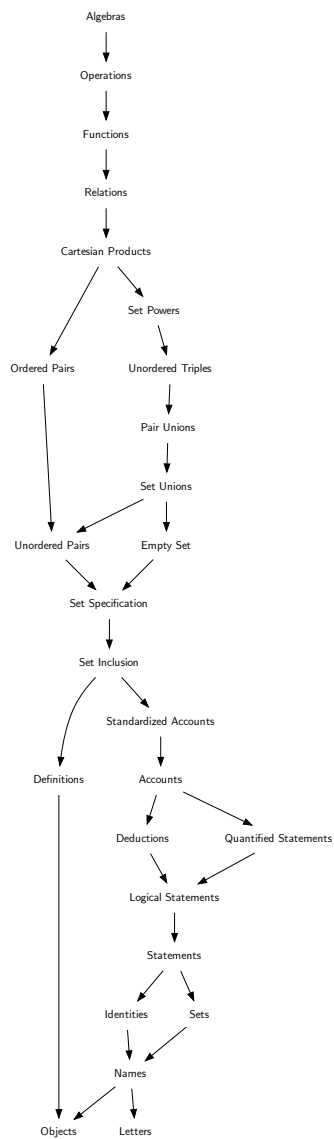 Algebras
Operations
Functions
Relations
Cartesian Products
Set Powers
Ordered Pairs
Unordered Triples
Pair Unions
Set Unions
Unordered Pairs
Empty Set
Set Specification
Set Inclusion
Standardized Accounts
Definitions
Accounts
Deductions
Quantified Statements
Logical Statements
Statements
Identities
Sets
Names
Objects
Letters